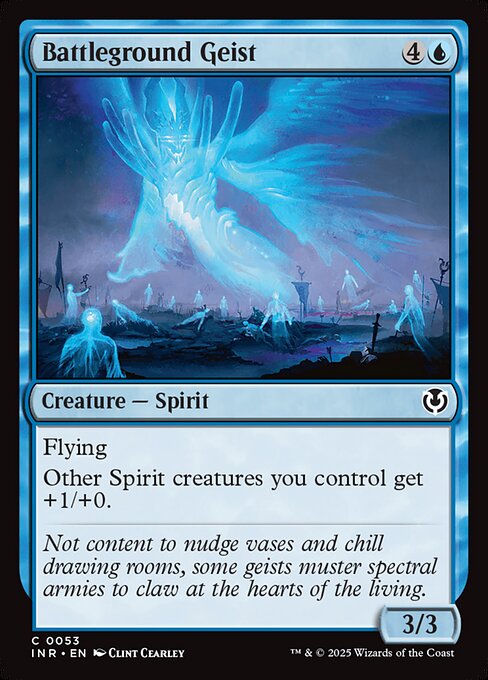 Battleground Geist 4
Creature — Spirit
Flying
Other Spirit creatures you control get
+1/+0.
Not content to nudge vases and chill
drawing rooms, some geists muster spectral
armies to claw at the hearts of the living.
3/3
C 0053
INR • EN Clint Cearley
™ & © 2025 Wizards of the Coast